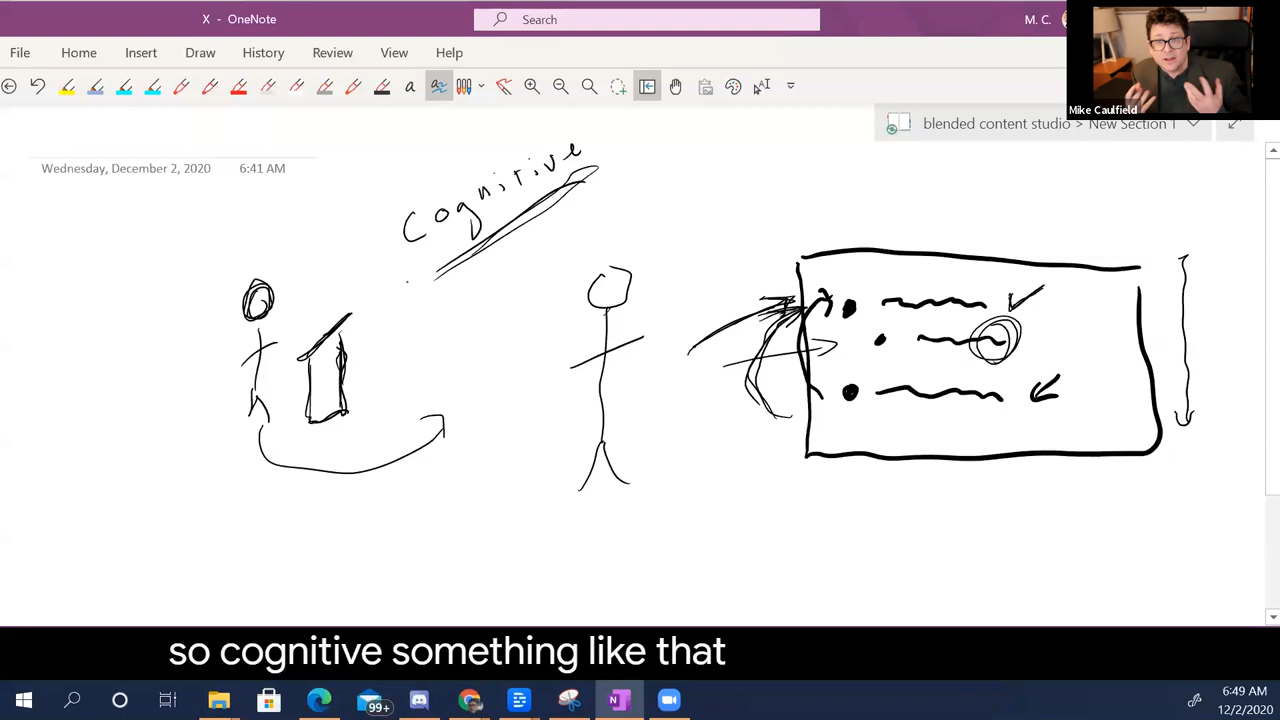 X - OneNote
Search
M. C.
File Home Insert Draw History Review View Help
Mike Caulfield
blended content studio > New Section 1
Wednesday, December 2, 2020 6:41 AM
Cognitive
so cognitive something like that
99+
6:49 AM
12/2/2020